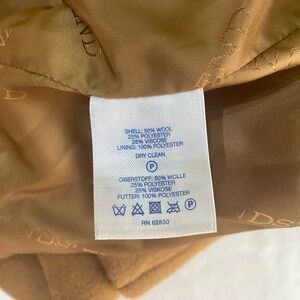 SHELL: 50% WOOL
25% POLYESTER
25% VISCOSE
LINING: 100% POLYESTER
DRY CLEAN
P
OBERSTOFF: 50% WOLLE
25% POLYESTER
25% VISKOSE
FUTTER: 100% POLYESTER
P
RN 62830